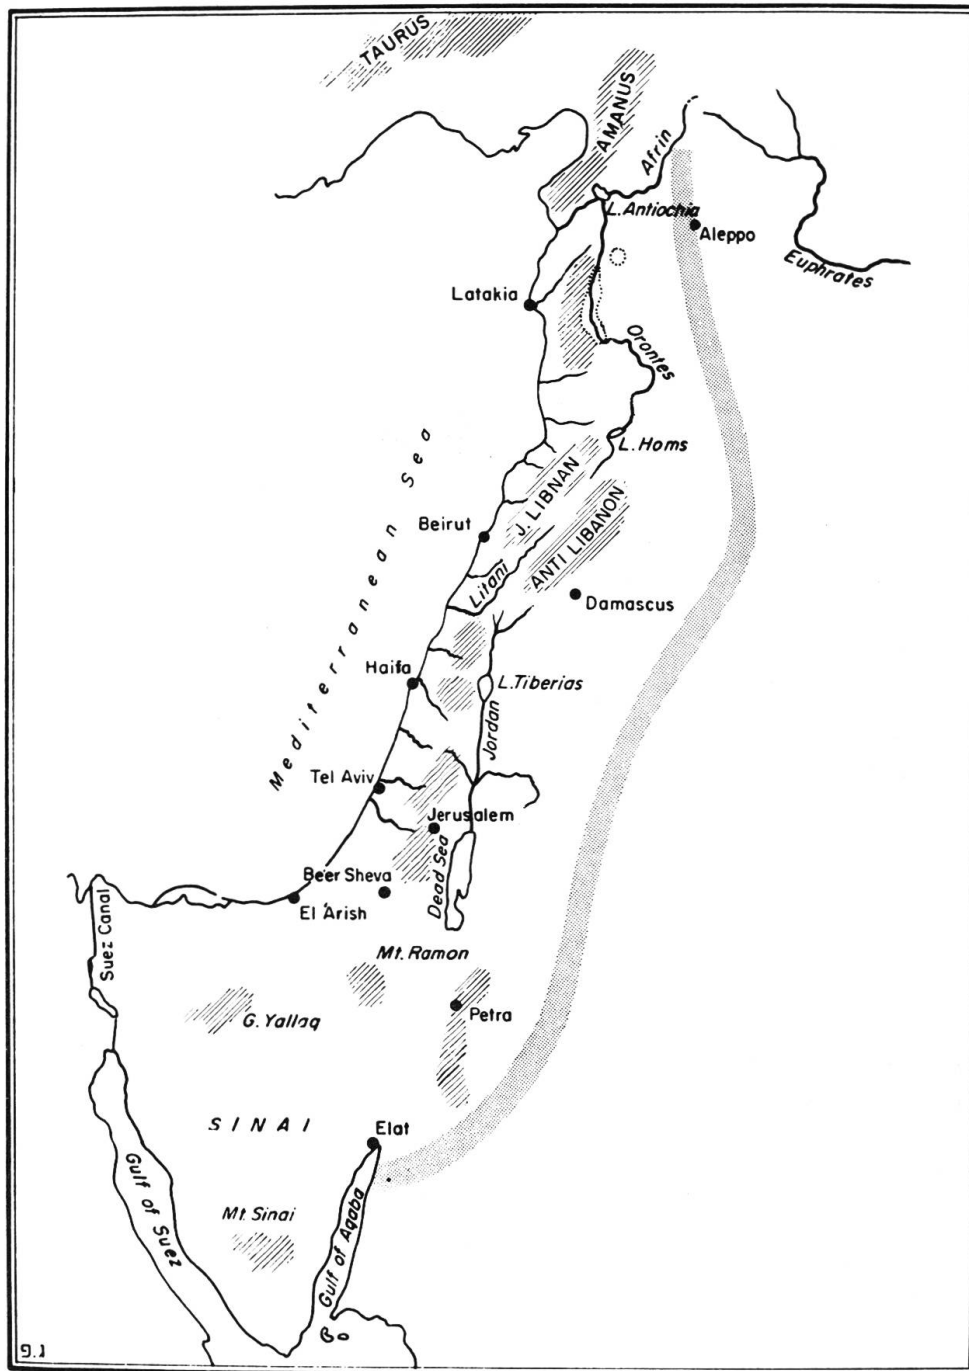 TAURUS
AMANUS
Afrin
L. Antiochia
Aleppo
Euphrates
Latakia
Orontes
L. Homs
J. LIBNAN
ANTI LIBANON
Beirut
Litani
Damascus
Mediterranean Sea
Haifa
L. Tiberias
Jordan
Tel Aviv
Jerusalem
Dead Sea
Be'er Sheva
El 'Arish
Suez Canal
Mt. Ramon
G. Yallaq
Petra
SINAI
Elat
Gulf of Suez
Mt. Sinai
Gulf of Aqaba
9.1